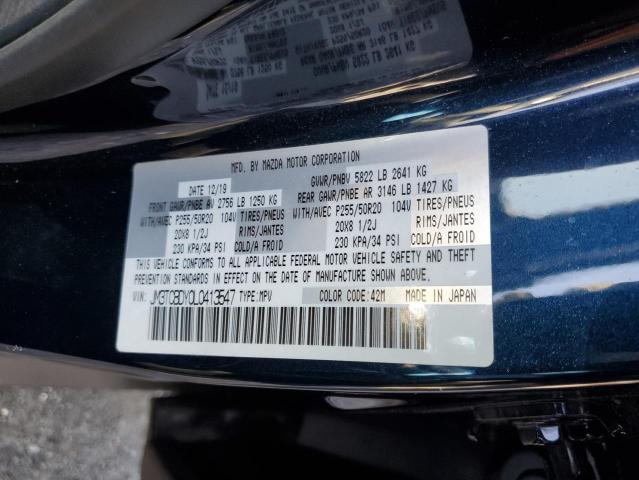 MFD. BY MAZDA MOTOR CORPORATION
DATE 12/19
GVWR/PNBV 5822 LB 2641 KG
FRONT GAWR/PNBE AV 2756 LB 1250 KG
REAR GAWR/PNBE AR 3146 LB 1427 KG
WITH/AVEC P255/50R20 104V TIRES/PNEUS
WITH/AVEC P255/50R20 104V TIRES/PNEUS
20X8 1/2J RIMS/JANTES
20X8 1/2J RIMS/JANTES
230 KPA/34 PSI COLD/A FROID
230 KPA/34 PSI COLD/A FROID
THIS VEHICLE CONFORMS TO ALL APPLICABLE FEDERAL MOTOR VEHICLE SAFETY AND THEFT
PREVENTION STANDARDS IN EFFECT ON THE DATE OF MANUFACTURE SHOWN ABOVE.
VIN: JM3TCBDY0L0413547 TYPE:MPV COLOR CODE:42M MADE IN JAPAN